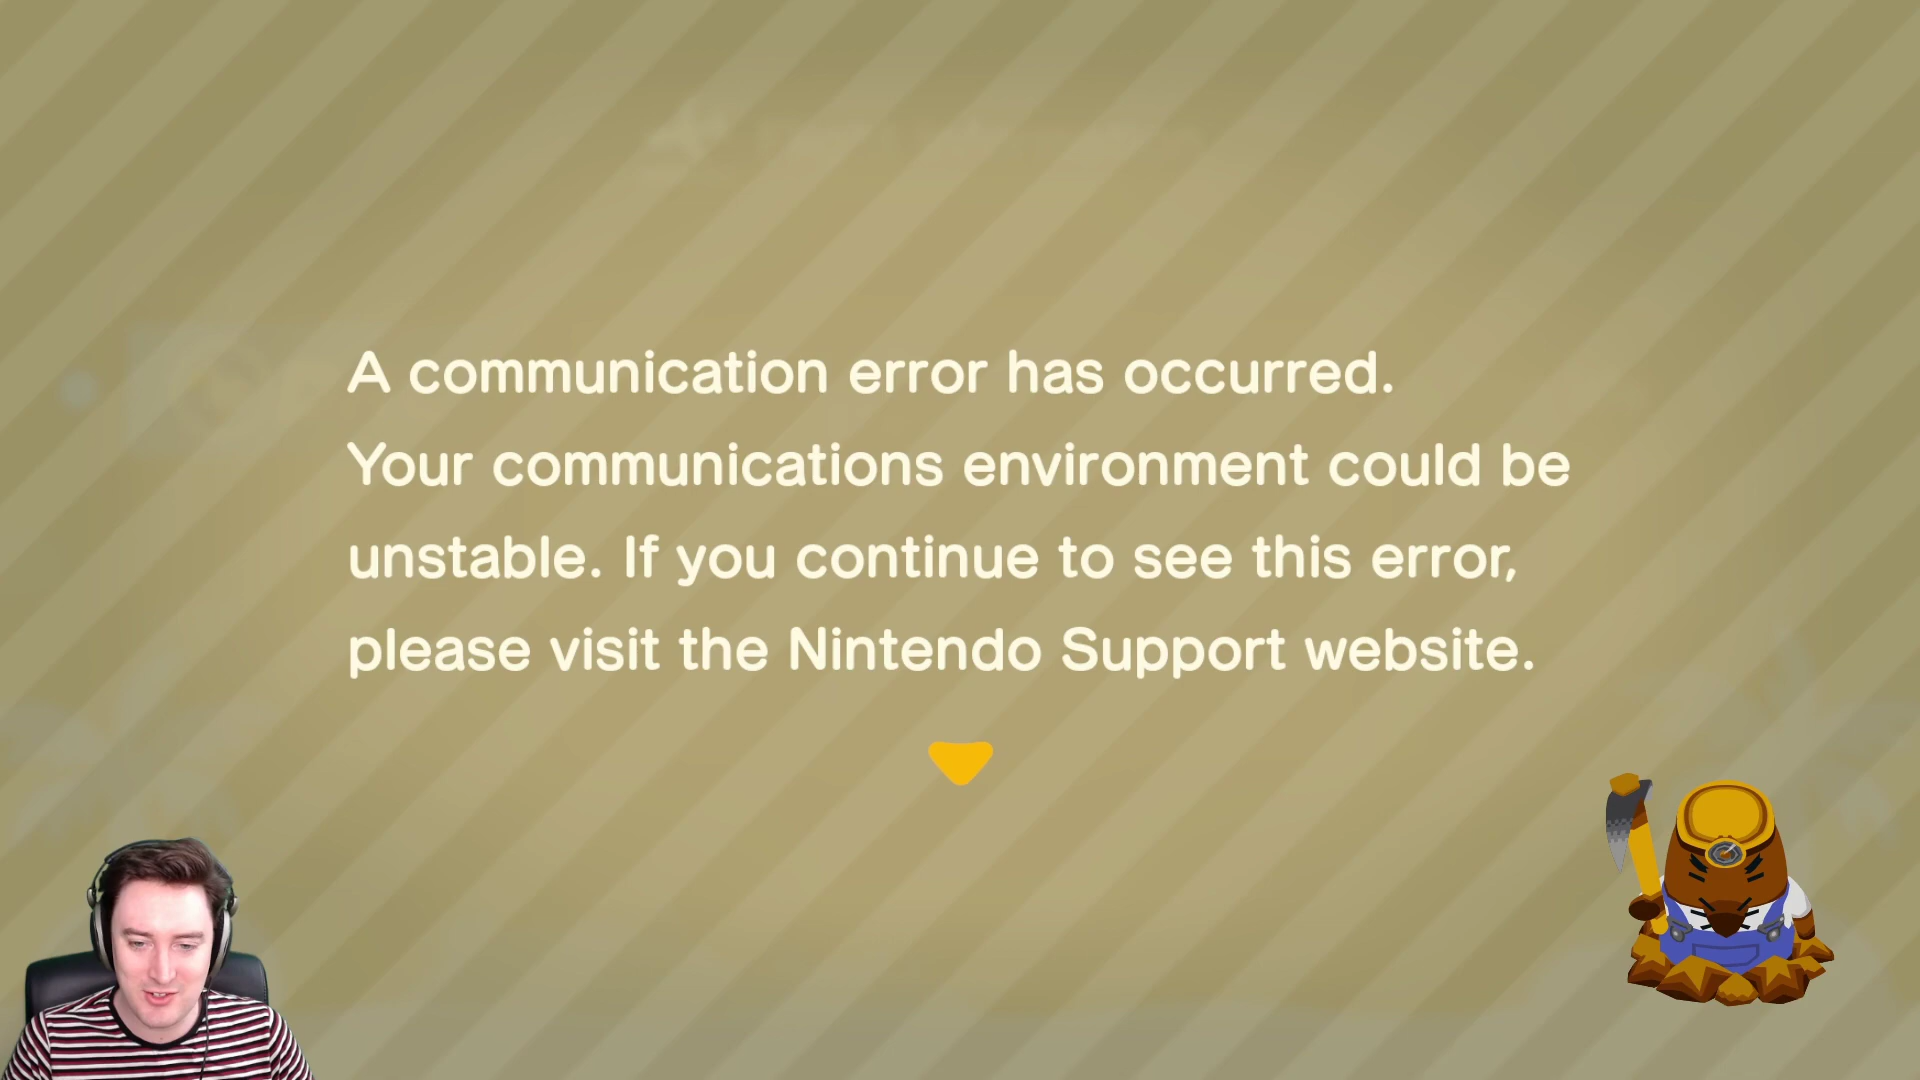 A communication error has occurred.
Your communications environment could be
unstable. If you continue to see this error,
please visit the Nintendo Support website.